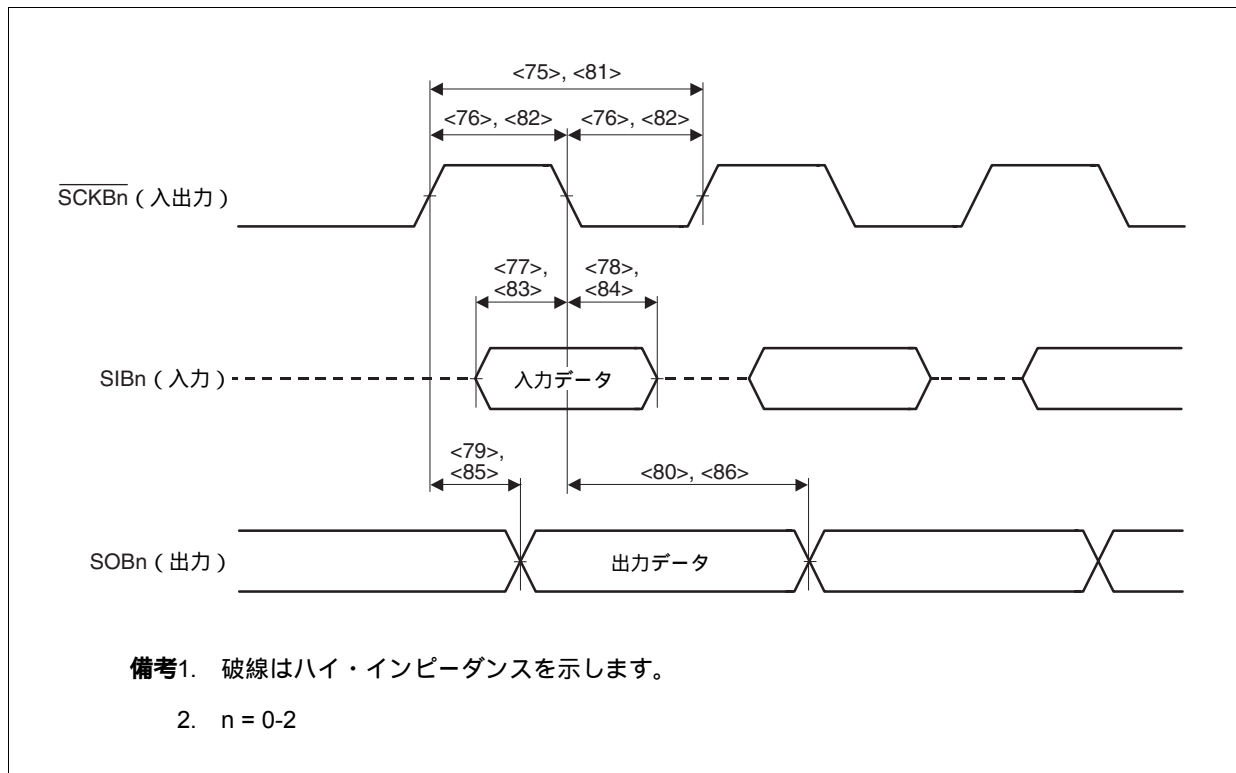 <75>, <81>
<76>, <82> <76>, <82>
SCKBn（入出力）
<77>, <78>,
<83> <84>
SIBn（入力） 入力データ
<79>,
<85> <80>, <86>
SOBn（出力） 出力データ
備考1. 破線はハイ・インピーダンスを示します。
2. n = 0-2